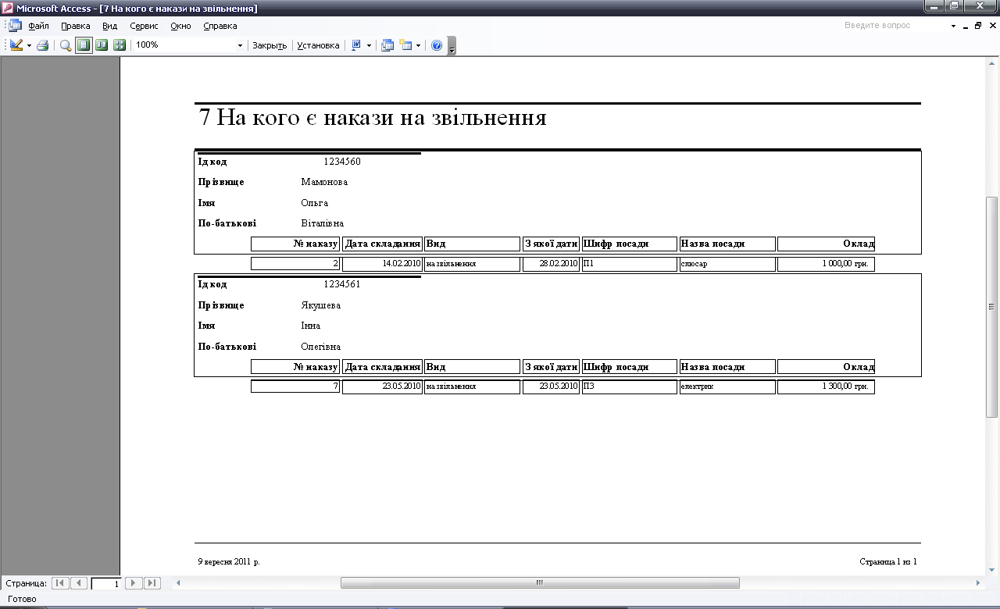 Microsoft Access - [7 На кого є накази на звільнення]
Файл Правка Вид Сервис Окно Справка Введите вопрос
100% Закрыть Установка
7 На кого є накази на звільнення
Ід код 1234560
Прізвище Мамонова
Імя Ольга
По-батькові Віталівна
№ наказу Дата складання Вид З якої дати Шифр посади Назва посади Оклад
2 14.02.2010 на звільнення 28.02.2010 П1 слюсар 1 000,00 грн.
Ід код 1234561
Прізвище Якушева
Імя Інна
По-батькові Олегівна
№ наказу Дата складання Вид З якої дати Шифр посади Назва посади Оклад
7 23.05.2010 на звільнення 23.05.2010 П3 електрик 1 300,00 грн.
9 вересня 2011 р. Страница 1 из 1
Страница: 1
Готово